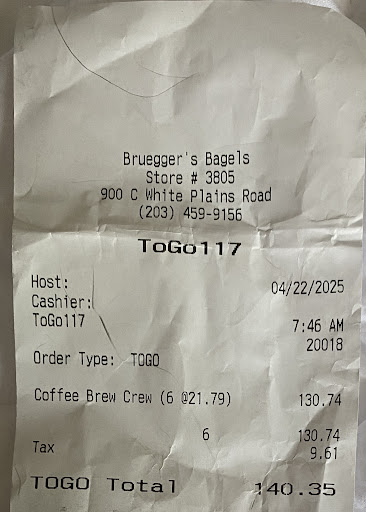 Bruegger's Bagels
Store # 3805
900 C White Plains Road
(203) 459-9156
ToGo117
Host: 04/22/2025
Cashier:
ToGo117 7:46 AM
20018
Order Type: TOGO
Coffee Brew Crew (6 @21.79) 130.74
6 130.74
Tax 9.61
TOGO Total 140.35